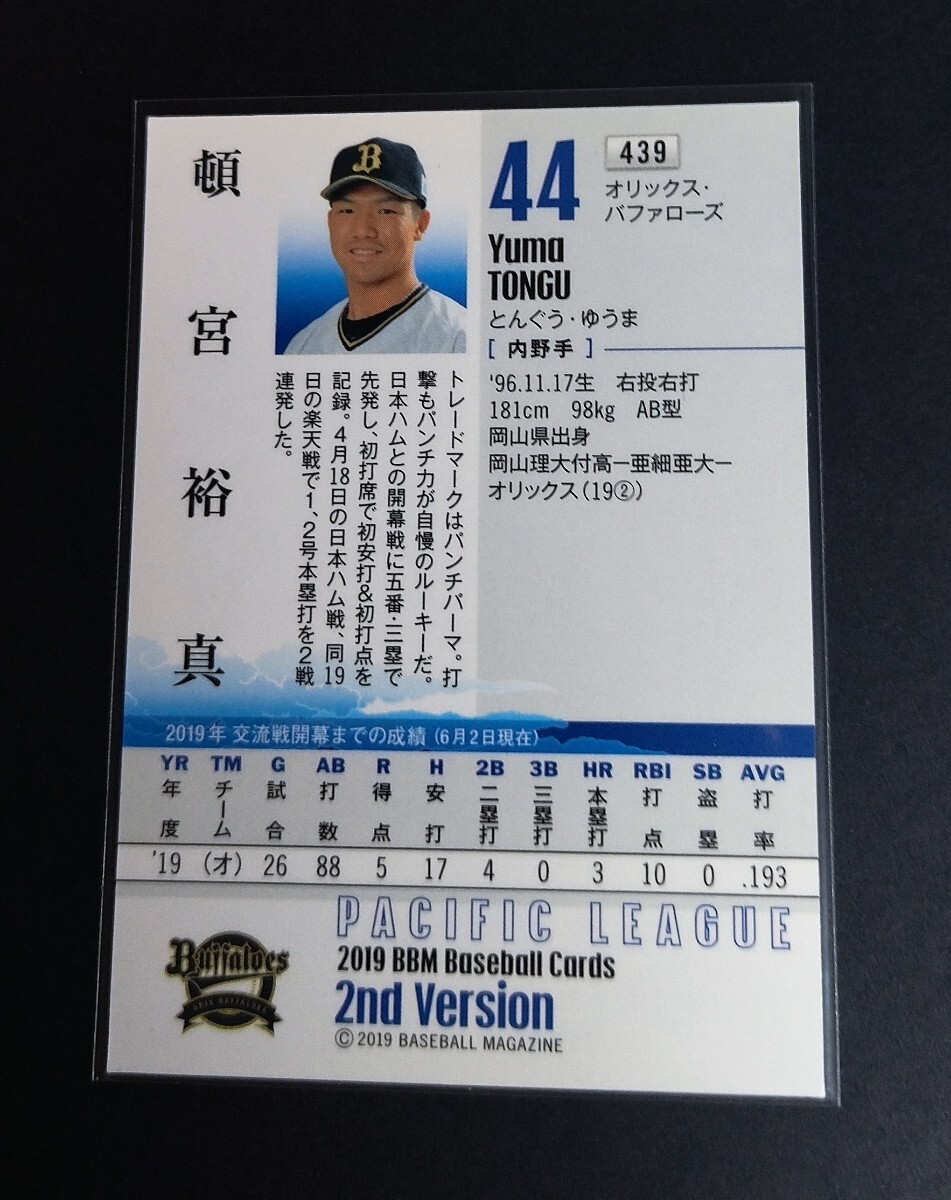 頓宮裕真
B
44
439
オリックス・
バファローズ
Yuma
TONGU
とんぐう・ゆうま
[ 内野手 ]
'96.11.17生 右投右打
181cm 98kg AB型
岡山県出身
岡山理大付高ー亜細亜大ー
オリックス(19②)
トレードマークはパンチパーマ。打
撃もパンチ力が自慢のルーキーだ。
日本ハムとの開幕戦に五番・三塁で
先発し、初打席で初安打&初打点を
記録。4月18日の日本ハム戦、同19
日の楽天戦で1、2号本塁打を2戦
連発した。
2019年 交流戦開幕までの成績 (6月2日現在)
YR TM G AB R H 2B 3B HR RBI SB AVG
年度 チーム 試合 打数 得点 安打 二塁打 三塁打 本塁打 打点 盗塁 打率
'19 (オ) 26 88 5 17 4 0 3 10 0 .193
PACIFIC LEAGUE
Buffaloes
ORIX BUFFALOES
2019 BBM Baseball Cards
2nd Version
© 2019 BASEBALL MAGAZINE